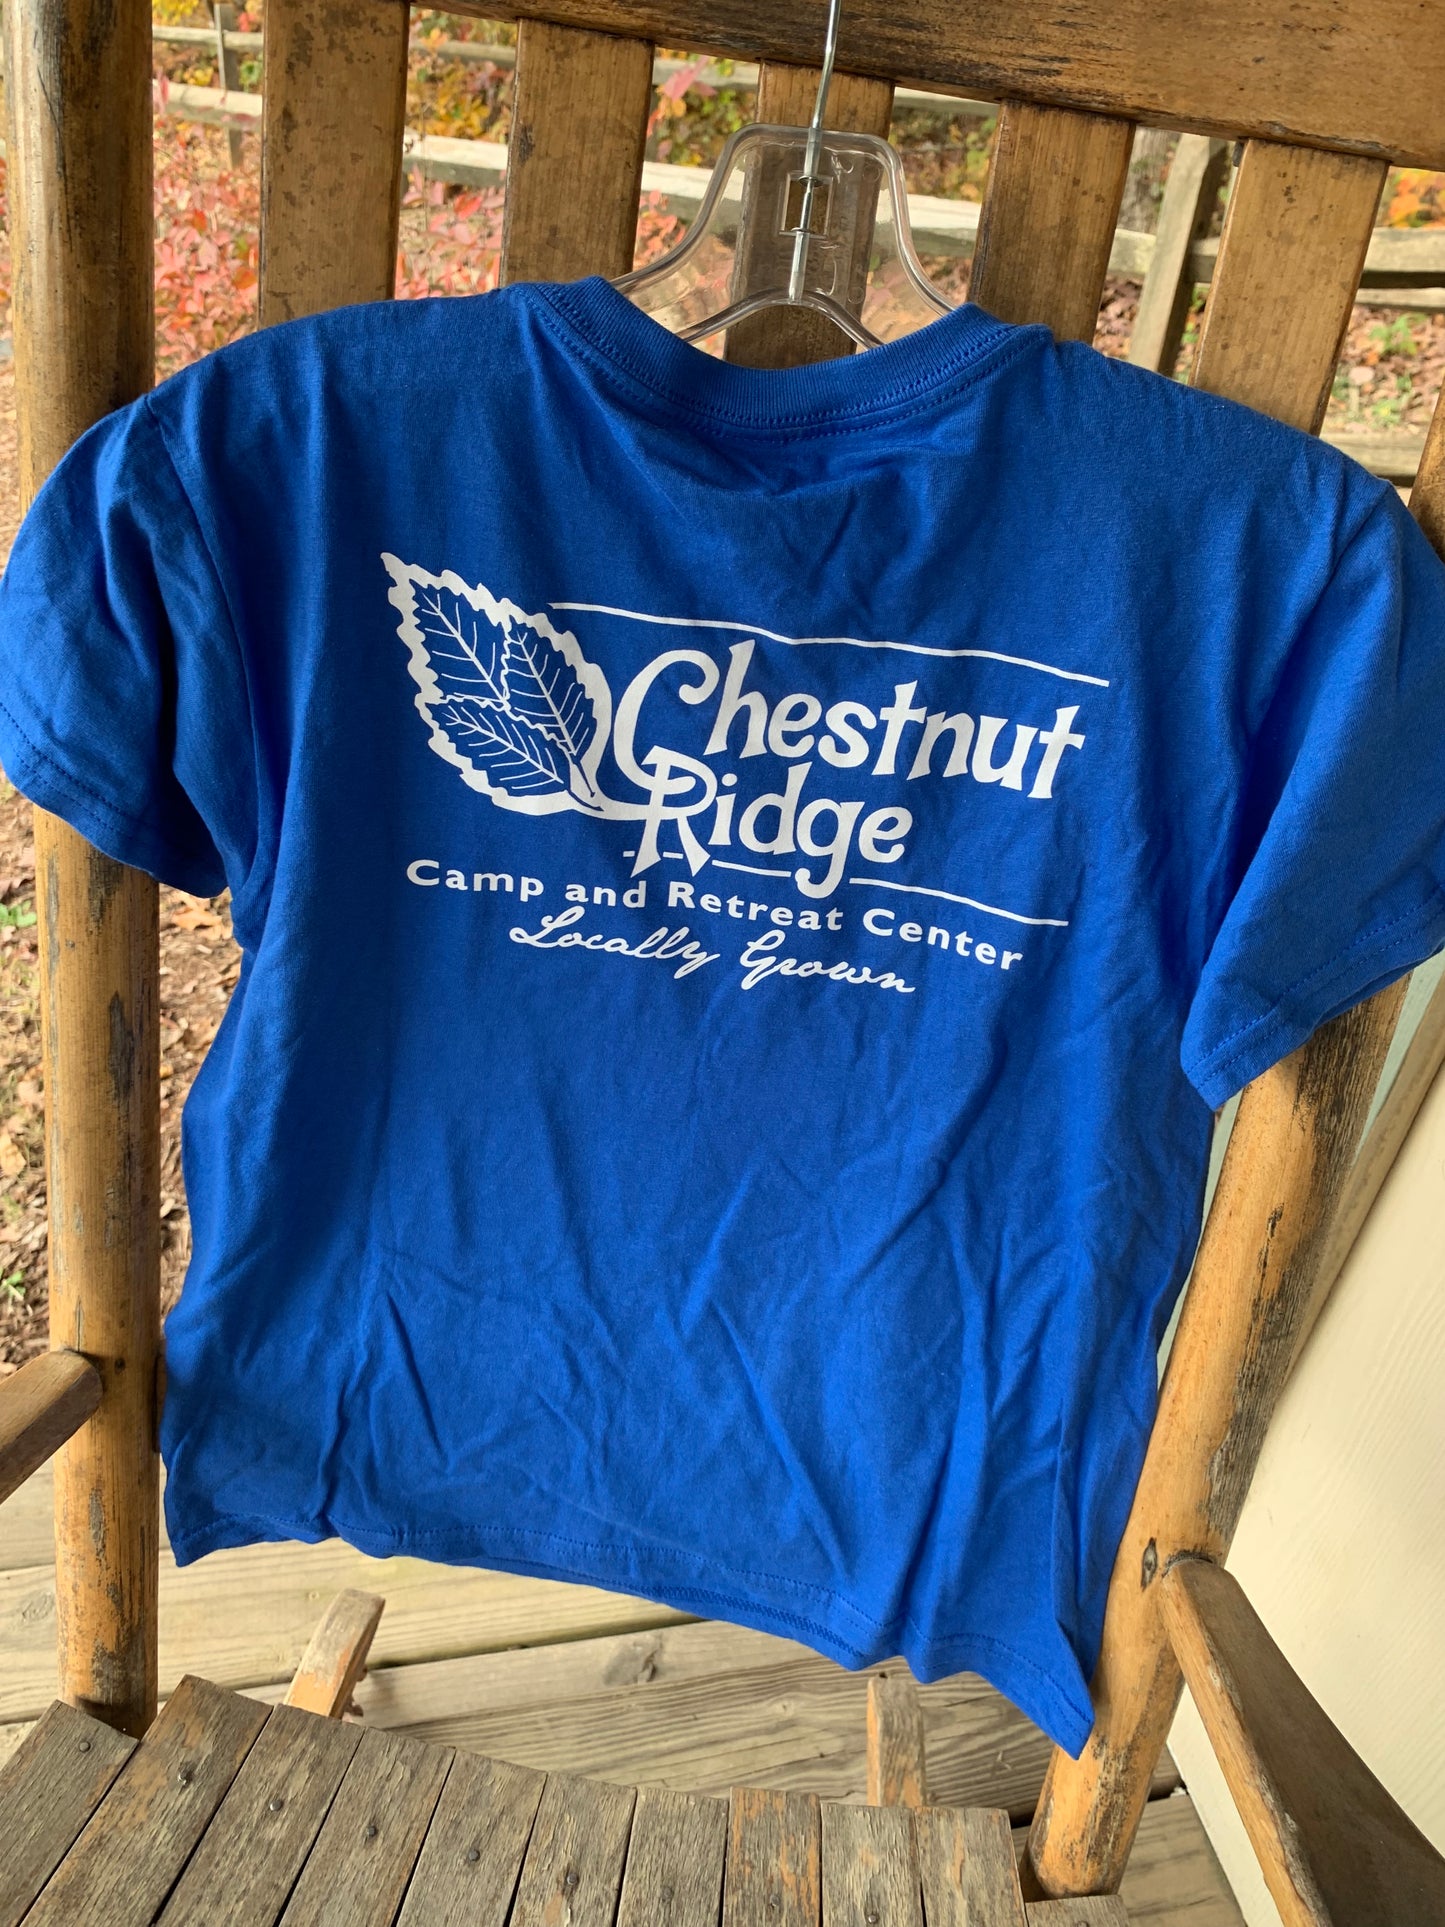 Chestnut
Ridge
Camp and Retreat Center
Locally Grown